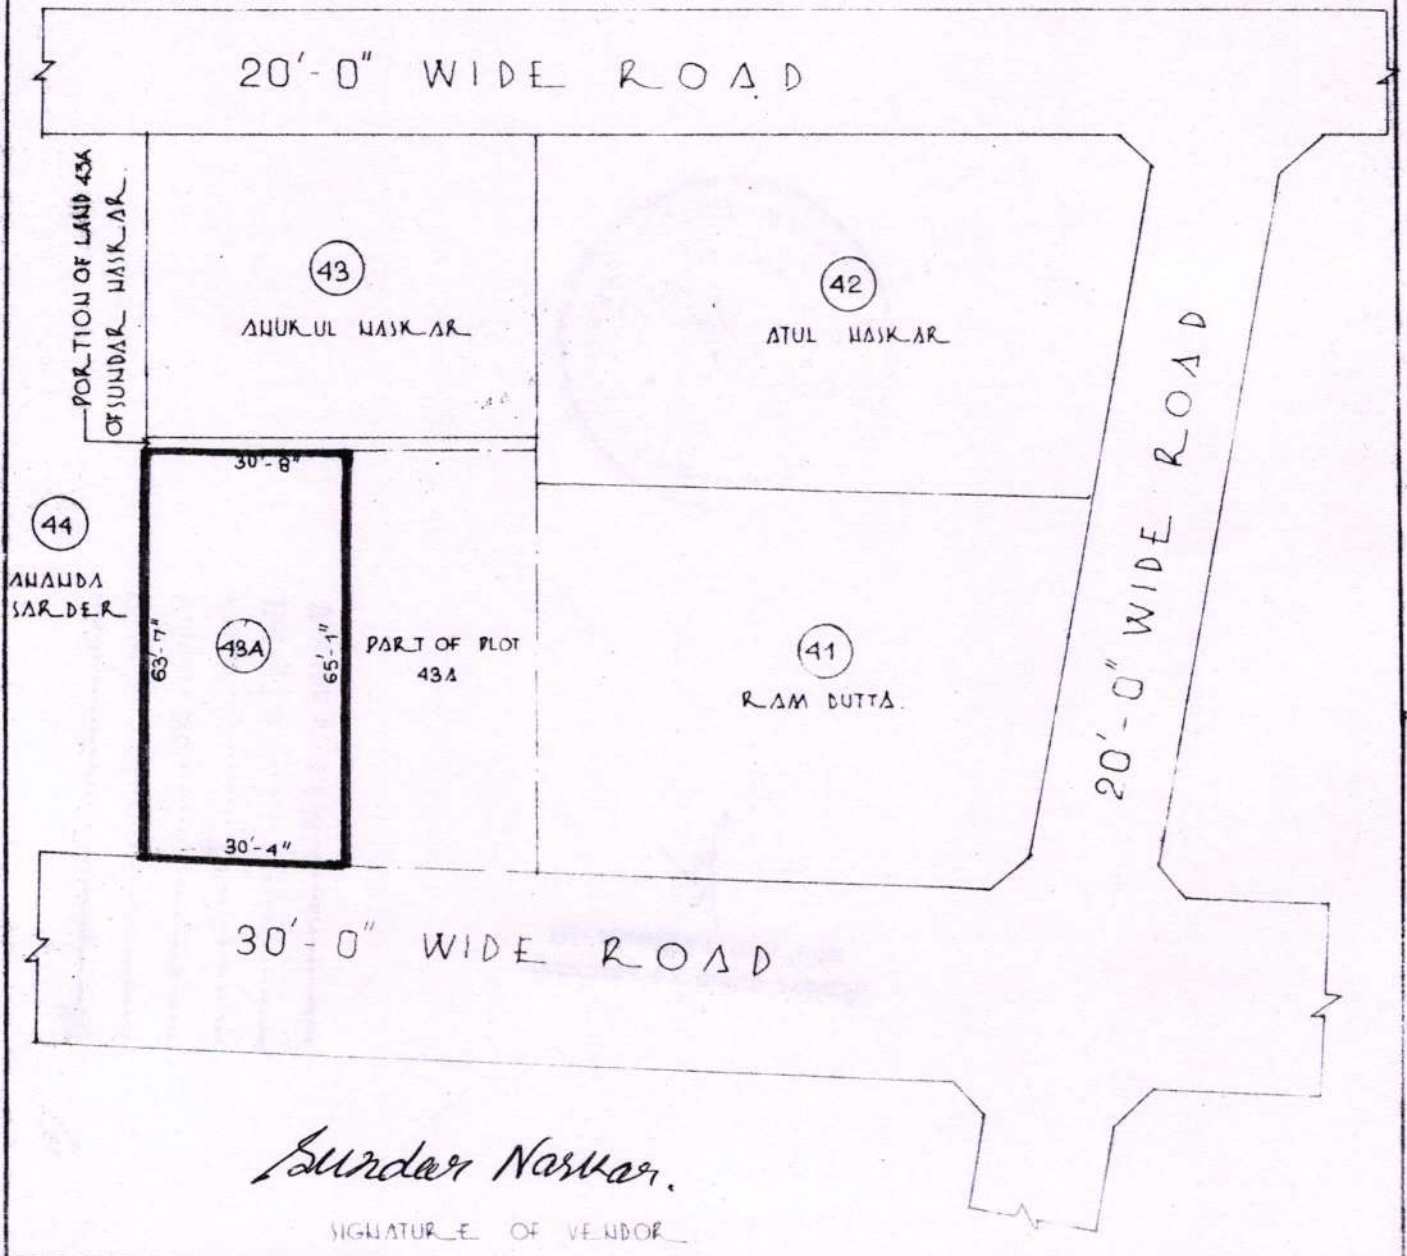 20'-0" WIDE ROAD
PORTION OF LAND 43A
OF SUNDAR NASKAR.
43
ANUKUL NASKAR
42
ATUL NASKAR
20'-0" WIDE ROAD
30'-8"
44
ANANDA
SARDER
63'-7"
43A
65'-1"
PART OF PLOT
43A
41
RAM DUTTA.
30'-4"
30'-0" WIDE ROAD
Sundar Naskar.
SIGNATURE OF VENDOR